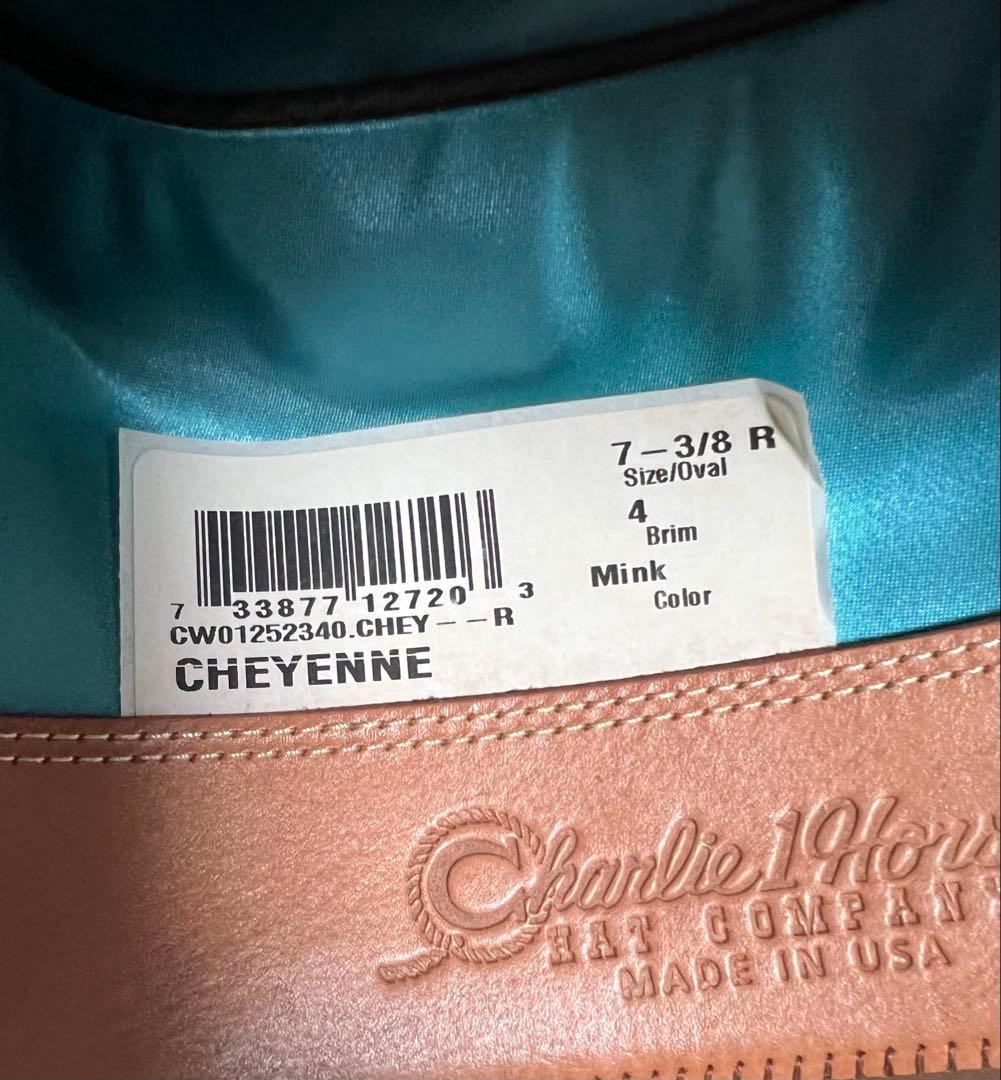 7-3/8 R
Size/Oval
4
Brim
Mink
Color
7 33877 12720 3
CW01252340.CHEY--R
CHEYENNE
Charlie 1 Hors
HAT COMPANY
MADE IN USA